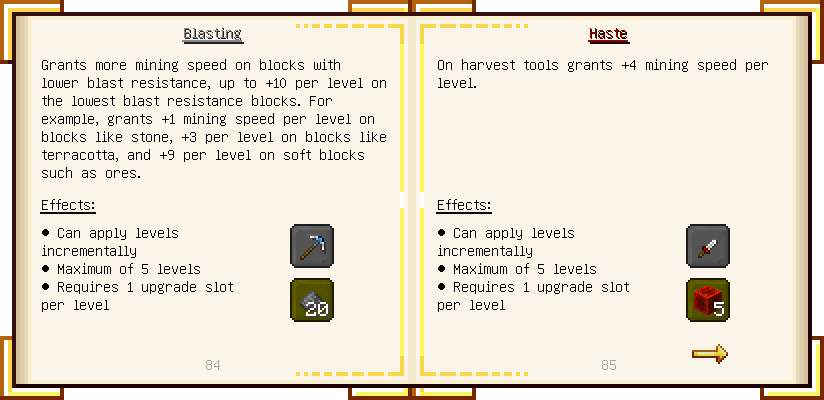 Blasting
Grants more mining speed on blocks with
lower blast resistance, up to +10 per level on
the lowest blast resistance blocks. For
example, grants +1 mining speed per level on
blocks like stone, +3 per level on blocks like
terracotta, and +9 per level on soft blocks
such as ores.
Effects:
• Can apply levels
incrementally
• Maximum of 5 levels
• Requires 1 upgrade slot
per level
20
84
Haste
On harvest tools grants +4 mining speed per
level.
Effects:
• Can apply levels
incrementally
• Maximum of 5 levels
• Requires 1 upgrade slot
per level
5
85